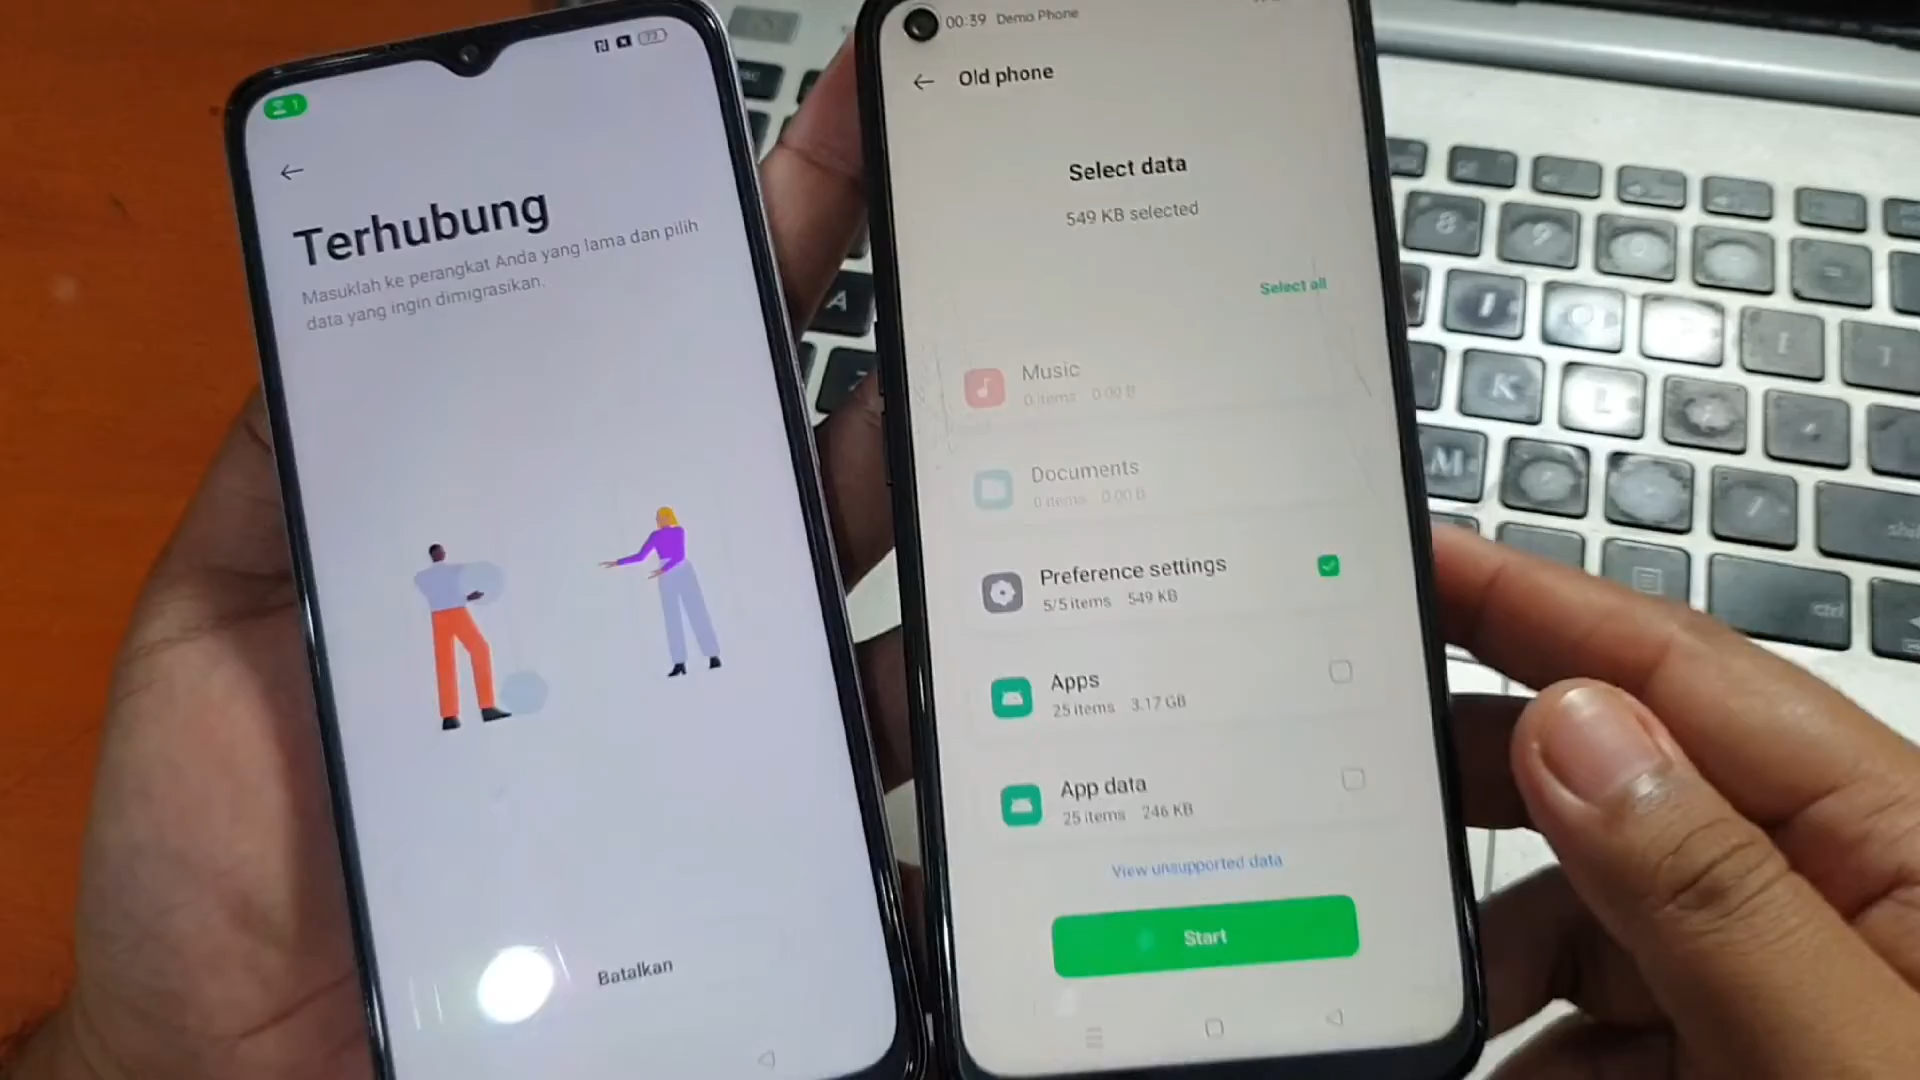 77
1
Terhubung
Masuklah ke perangkat Anda yang lama dan pilih
data yang ingin dimigrasikan.
Batalkan
00:39 Demo Phone
Old phone
Select data
549 KB selected
Select all
Music
0 items 0.00 B
Documents
0 items 0.00 B
Preference settings
5/5 items 549 KB
Apps
25 items 3.17 GB
App data
25 items 246 KB
View unsupported data
Start
A
K
L
M
ctrl